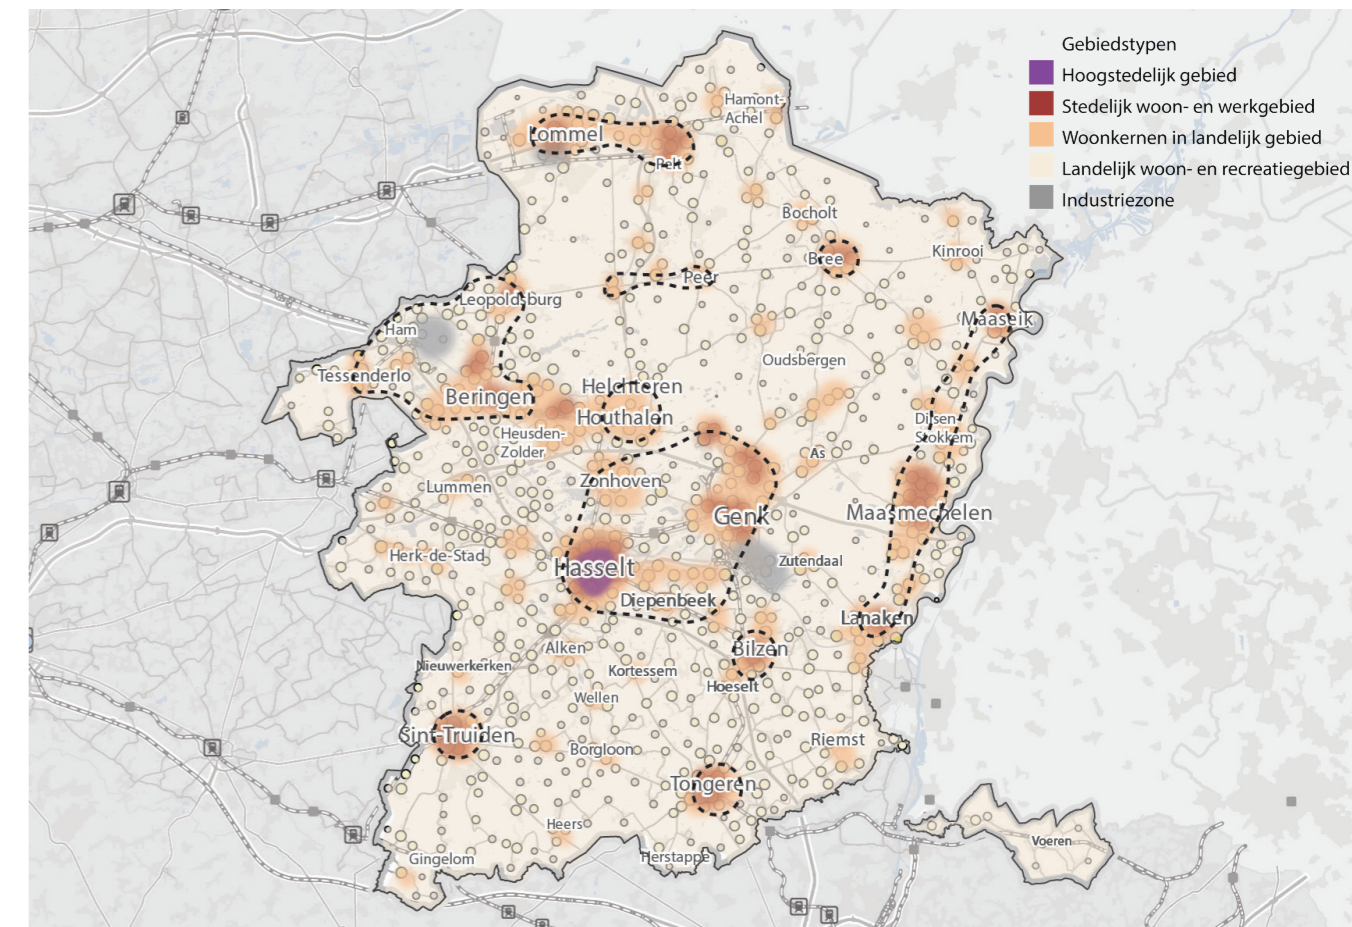 Gebiedstypen
Hoogstedelijk gebied
Stedelijk woon- en werkgebied
Woonkernen in landelijk gebied
Landelijk woon- en recreatiegebied
Industriezone
Hamont-
Achel
Lommel
Pelt
Bocholt
Kinrooi
Bree
Peer
Leopoldsburg
Maaseik
Ham
Oudsbergen
Tessenderlo
Helchteren
Beringen
Houthalen
Dilsen-
Stokkem
Heusden-
Zolder
As
Zonhoven
Lummen
Genk
Maasmechelen
Herk-de-Stad
Hasselt
Zutendaal
Diepenbeek
Lanaken
Alken
Bilzen
Nieuwerkerken
Kortessem
Hoeselt
Wellen
Sint-Truiden
Borgloon
Riemst
Tongeren
Heers
Voeren
Gingelom
Herstappe